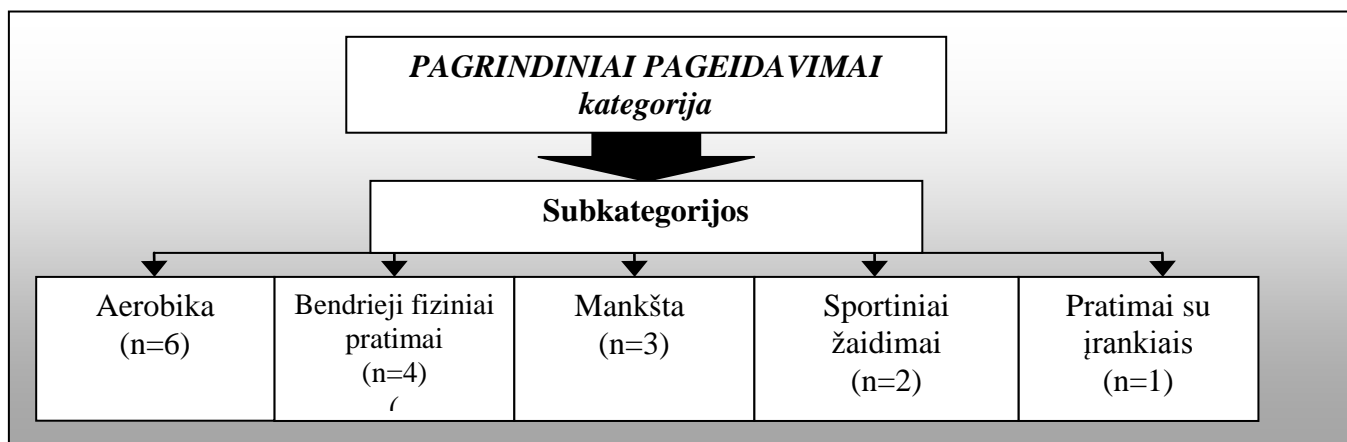 PAGRINDINIAI PAGEIDAVIMAI
kategorija
Subkategorijos
Aerobika
(n=6)
Bendrieji fiziniai
pratimai
(n=4)
(
Mankšta
(n=3)
Sportiniai
žaidimai
(n=2)
Pratimai su
įrankiais
(n=1)